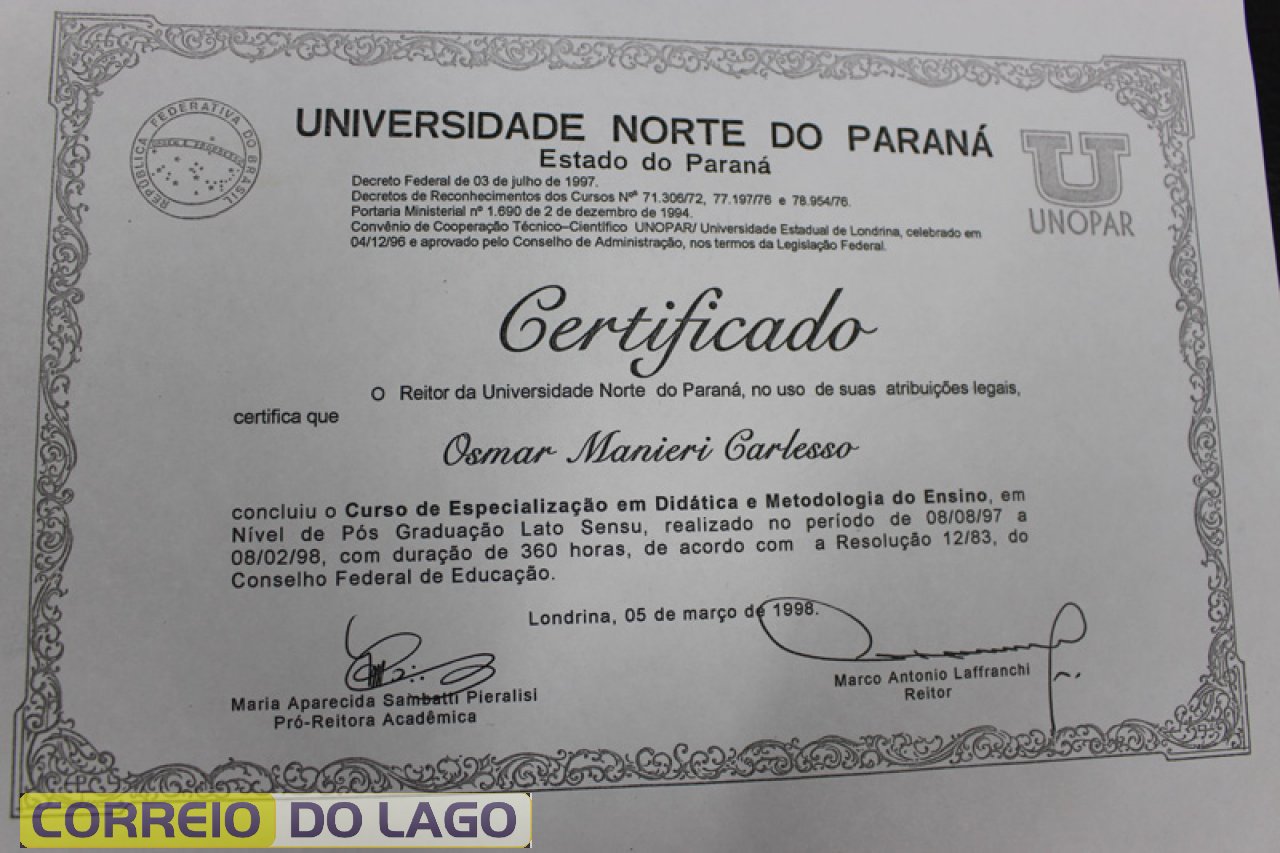 REPÚBLICA FEDERATIVA DO BRASIL
UNIVERSIDADE NORTE DO PARANÁ
Estado do Paraná
UNOPAR
Decreto Federal de 03 de julho de 1997.
Decretos de Reconhecimentos dos Cursos Nºˢ 71.306/72, 77.197/76 e 78.954/76.
Portaria Ministerial nº 1.690 de 2 de dezembro de 1994.
Convênio de Cooperação Técnico–Científico UNOPAR/ Universidade Estadual de Londrina, celebrado em
04/12/96 e aprovado pelo Conselho de Administração, nos termos da Legislação Federal.
Certificado
O Reitor da Universidade Norte do Paraná, no uso de suas atribuições legais,
certifica que
Osmar Manieri Carlesso
concluiu o Curso de Especialização em Didática e Metodologia do Ensino, em
Nível de Pós Graduação Lato Sensu, realizado no período de 08/08/97 a
08/02/98, com duração de 360 horas, de acordo com a Resolução 12/83, do
Conselho Federal de Educação.
Londrina, 05 de março de 1998.
Maria Aparecida Sambatti Pieralisi
Pró-Reitora Acadêmica
Marco Antonio Laffranchi
Reitor
CORREIO DO LAGO